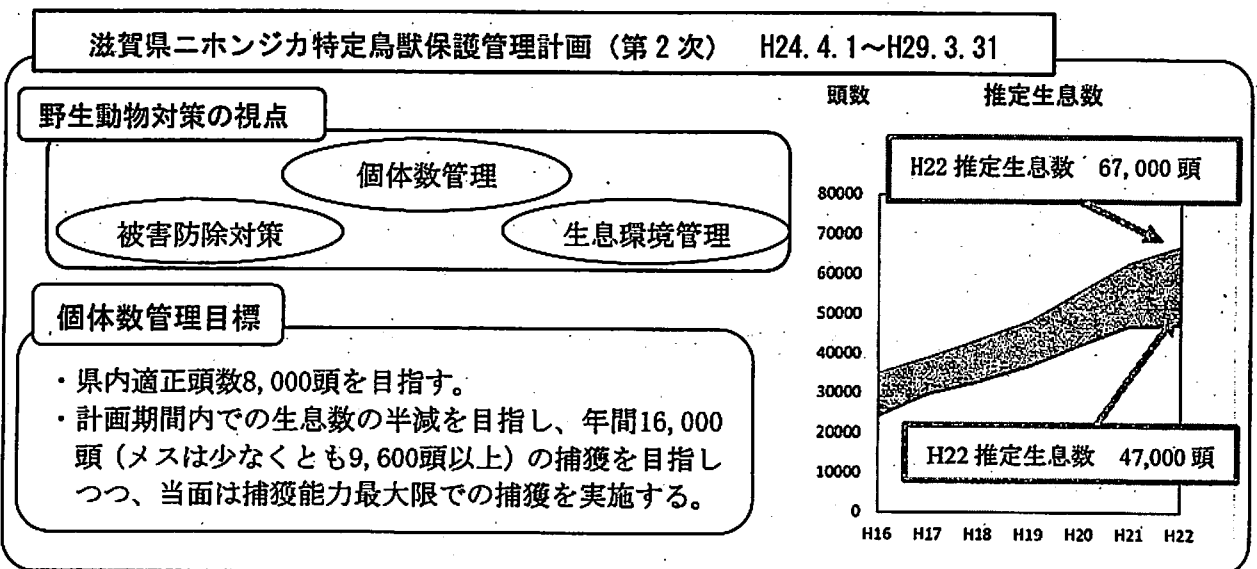 滋賀県ニホンジカ特定鳥獣保護管理計画（第2次）　H24.4.1～H29.3.31
野生動物対策の視点
個体数管理
被害防除対策
生息環境管理
個体数管理目標
・県内適正頭数8,000頭を目指す。
・計画期間内での生息数の半減を目指し、年間16,000
頭（メスは少なくとも9,600頭以上）の捕獲を目指し
つつ、当面は捕獲能力最大限での捕獲を実施する。
頭数
推定生息数
H22 推定生息数　67,000 頭
80000
70000
60000
50000
40000
30000
20000
10000
0
H22 推定生息数　47,000 頭
H16 H17 H18 H19 H20 H21 H22